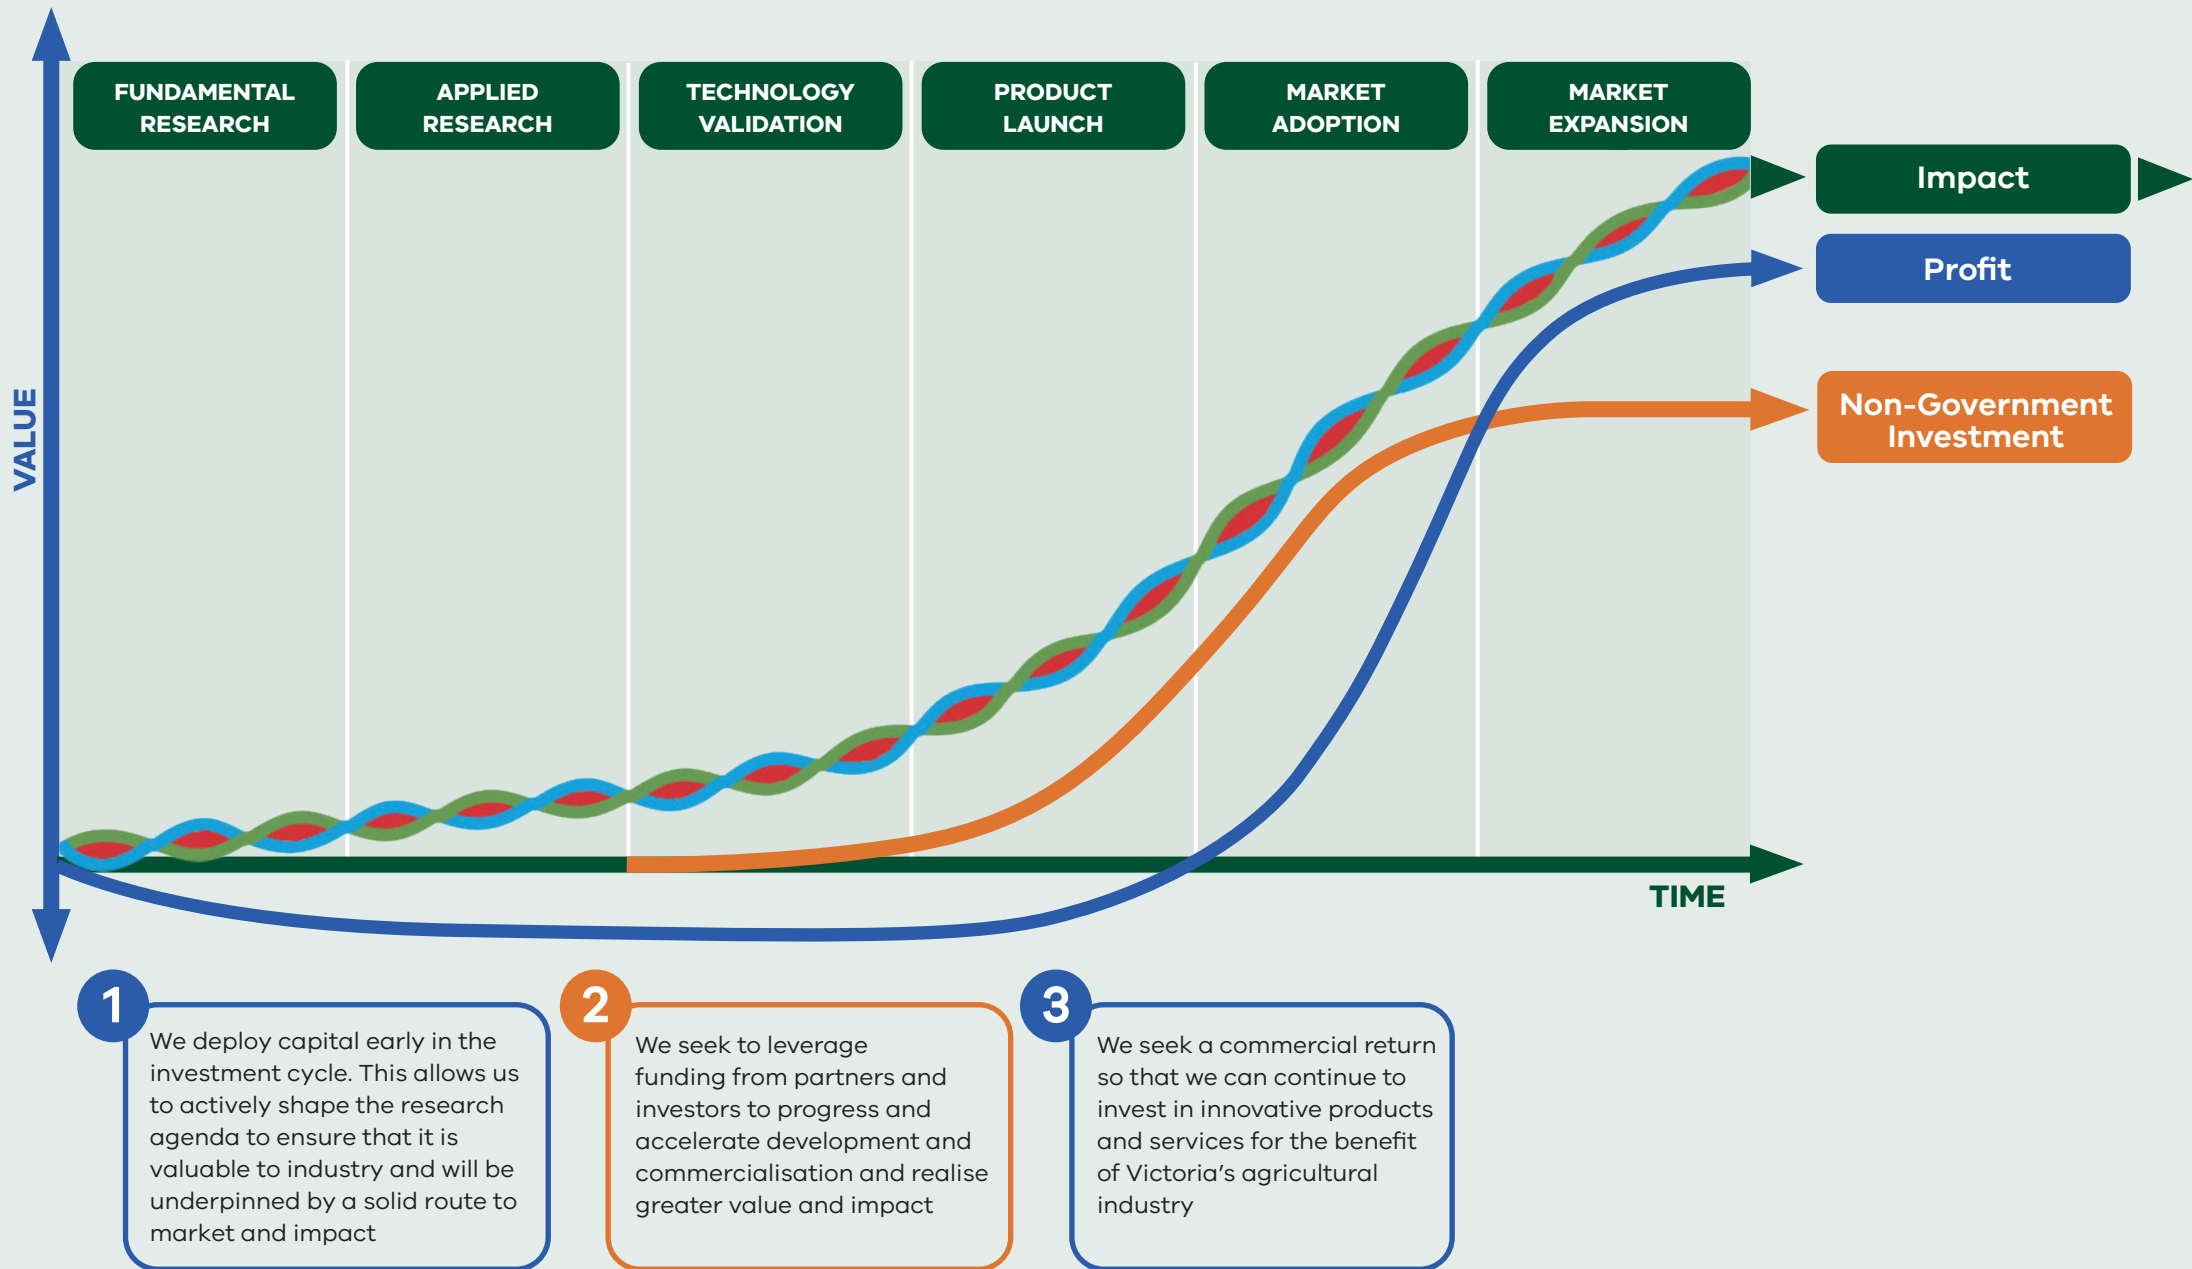 FUNDAMENTAL
RESEARCH
APPLIED
RESEARCH
TECHNOLOGY
VALIDATION
PRODUCT
LAUNCH
MARKET
ADOPTION
MARKET
EXPANSION
Impact
Profit
Non-Government
Investment
VALUE
TIME
1
We deploy capital early in the
investment cycle. This allows us
to actively shape the research
agenda to ensure that it is
valuable to industry and will be
underpinned by a solid route to
market and impact
2
We seek to leverage
funding from partners and
investors to progress and
accelerate development and
commercialisation and realise
greater value and impact
3
We seek a commercial return
so that we can continue to
invest in innovative products
and services for the benefit
of Victoria’s agricultural
industry